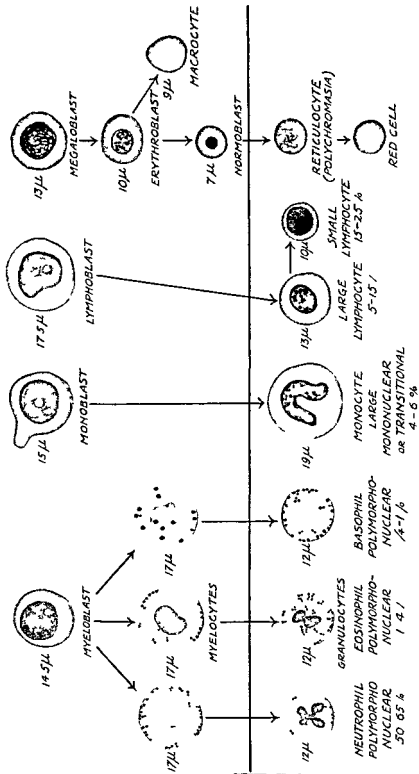 14.5μ
MYELOBLAST
15μ
MONOBLAST
17.5μ
LYMPHOBLAST
13μ
MEGALOBLAST
10μ
ERYTHROBLAST
9μ
MACROCYTE
17μ
17μ
MYELOCYTES
17μ
7μ
NORMOBLAST
12μ
12μ
GRANULOCYTES
12μ
19μ
13μ
10μ
NEUTROPHIL
POLYMORPHO
NUCLEAR
50 65%
EOSINOPHIL
POLYMORPHO-
NUCLEAR
1 4/
BASOPHIL
POLYMORPHO-
NUCLEAR
/4-1%
MONOCYTE
LARGE
MONONUCLEAR
OR TRANSITIONAL
4-6%
LARGE
LYMPHOCYTE
5-15/
SMALL
LYMPHOCYTE
15-25%
RETICULOCYTE
(POLYCHROMASIA)
RED CELL